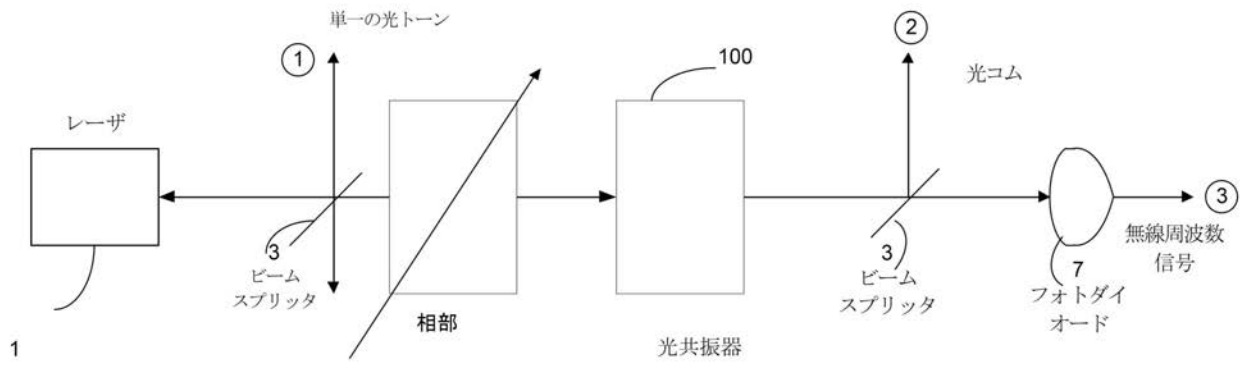 単一の光トーン
①
②
100
光コム
レーザ
③
3
ビーム
スプリッタ
3
ビーム
スプリッタ
無線周波数
信号
7
フォトダイ
オード
相部
光共振器
1